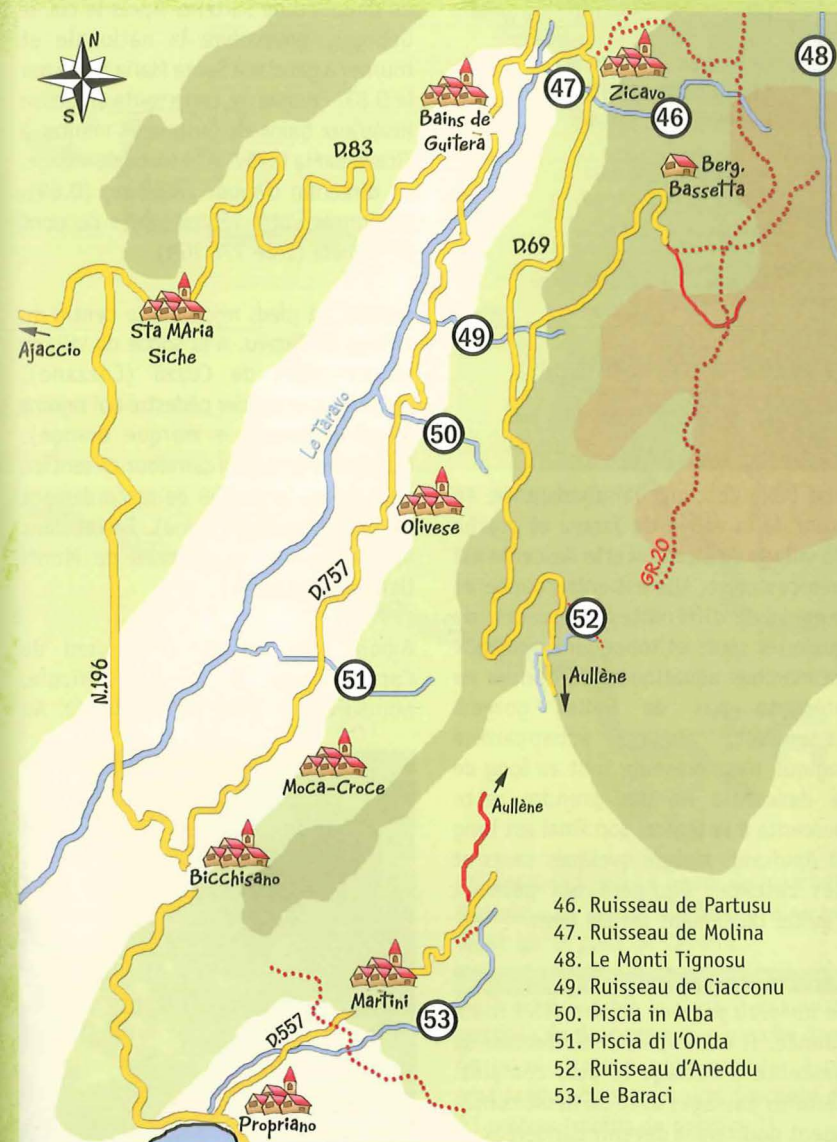 N
S
48
47
Zicavo
46
Bains de
Guitera
D.83
Berg.
Bassetta
D.69
Sta MAria
Siche
Ajaccio
49
Le Taravo
50
Olivese
GR.20
D.757
52
Aullène
51
N.196
Moca-Croce
Aullène
Bicchisano
46. Ruisseau de Partusu
47. Ruisseau de Molina
48. Le Monti Tignosu
49. Ruisseau de Ciacconu
50. Piscia in Alba
51. Piscia di l'Onda
52. Ruisseau d'Aneddu
53. Le Baraci
Martini
53
D.557
Propriano